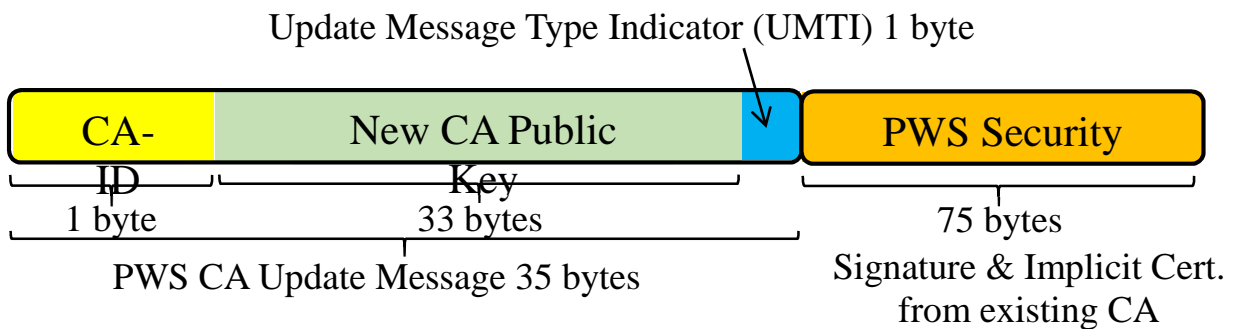 Update Message Type Indicator (UMTI) 1 byte
CA-
ID
New CA Public
Key
PWS Security
1 byte
33 bytes
75 bytes
PWS CA Update Message 35 bytes
Signature & Implicit Cert.
from existing CA